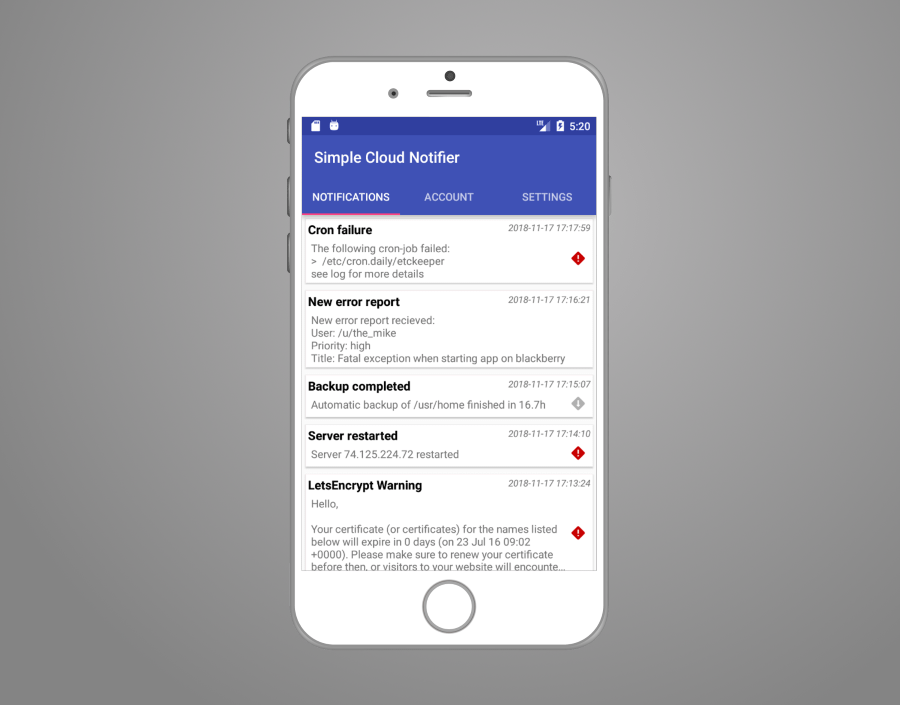 LTE 5:20
Simple Cloud Notifier
NOTIFICATIONS ACCOUNT SETTINGS
Cron failure 2018-11-17 17:17:59
The following cron-job failed:
> /etc/cron.daily/etckeeper
see log for more details
New error report 2018-11-17 17:16:21
New error report recieved:
User: /u/the_mike
Priority: high
Title: Fatal exception when starting app on blackberry
Backup completed 2018-11-17 17:15:07
Automatic backup of /usr/home finished in 16.7h
Server restarted 2018-11-17 17:14:10
Server 74.125.224.72 restarted
LetsEncrypt Warning 2018-11-17 17:13:24
Hello,
Your certificate (or certificates) for the names listed
below will expire in 0 days (on 23 Jul 16 09:02
+0000). Please make sure to renew your certificate
before then, or visitors to your website will encounte...